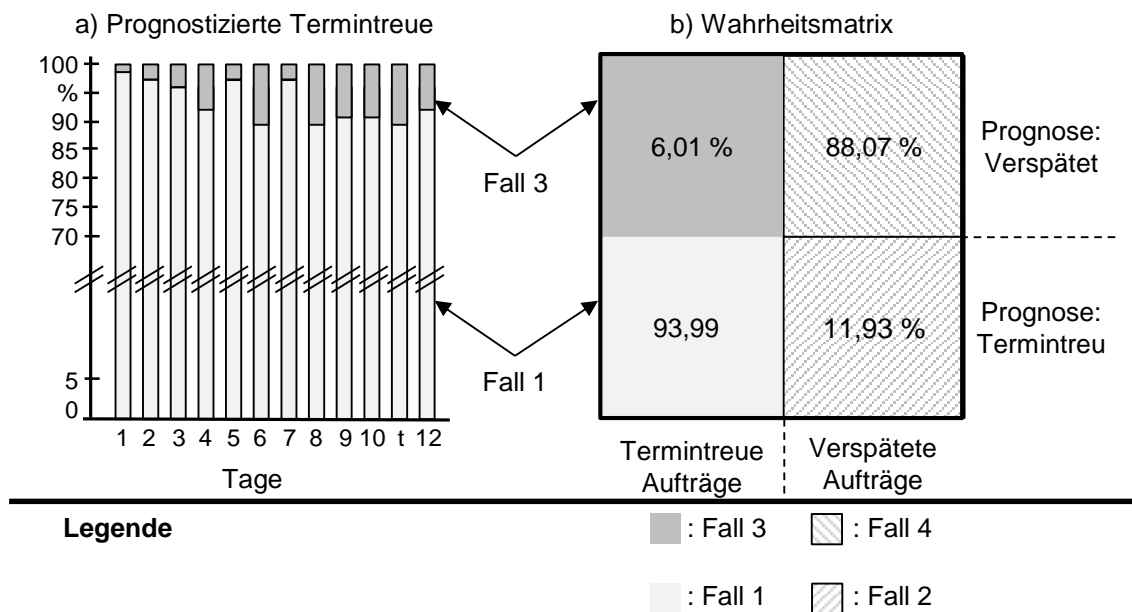 a) Prognostizierte Termintreue
100
%
90
85
80
75
70
5
0
1 2 3 4 5 6 7 8 9 10 t 12
Tage
Fall 3
Fall 1
b) Wahrheitsmatrix
6,01 %
88,07 %
93,99
11,93 %
Prognose:
Verspätet
Prognose:
Termintreu
Termintreue
Aufträge
Verspätete
Aufträge
Legende
: Fall 3
: Fall 4
: Fall 1
: Fall 2